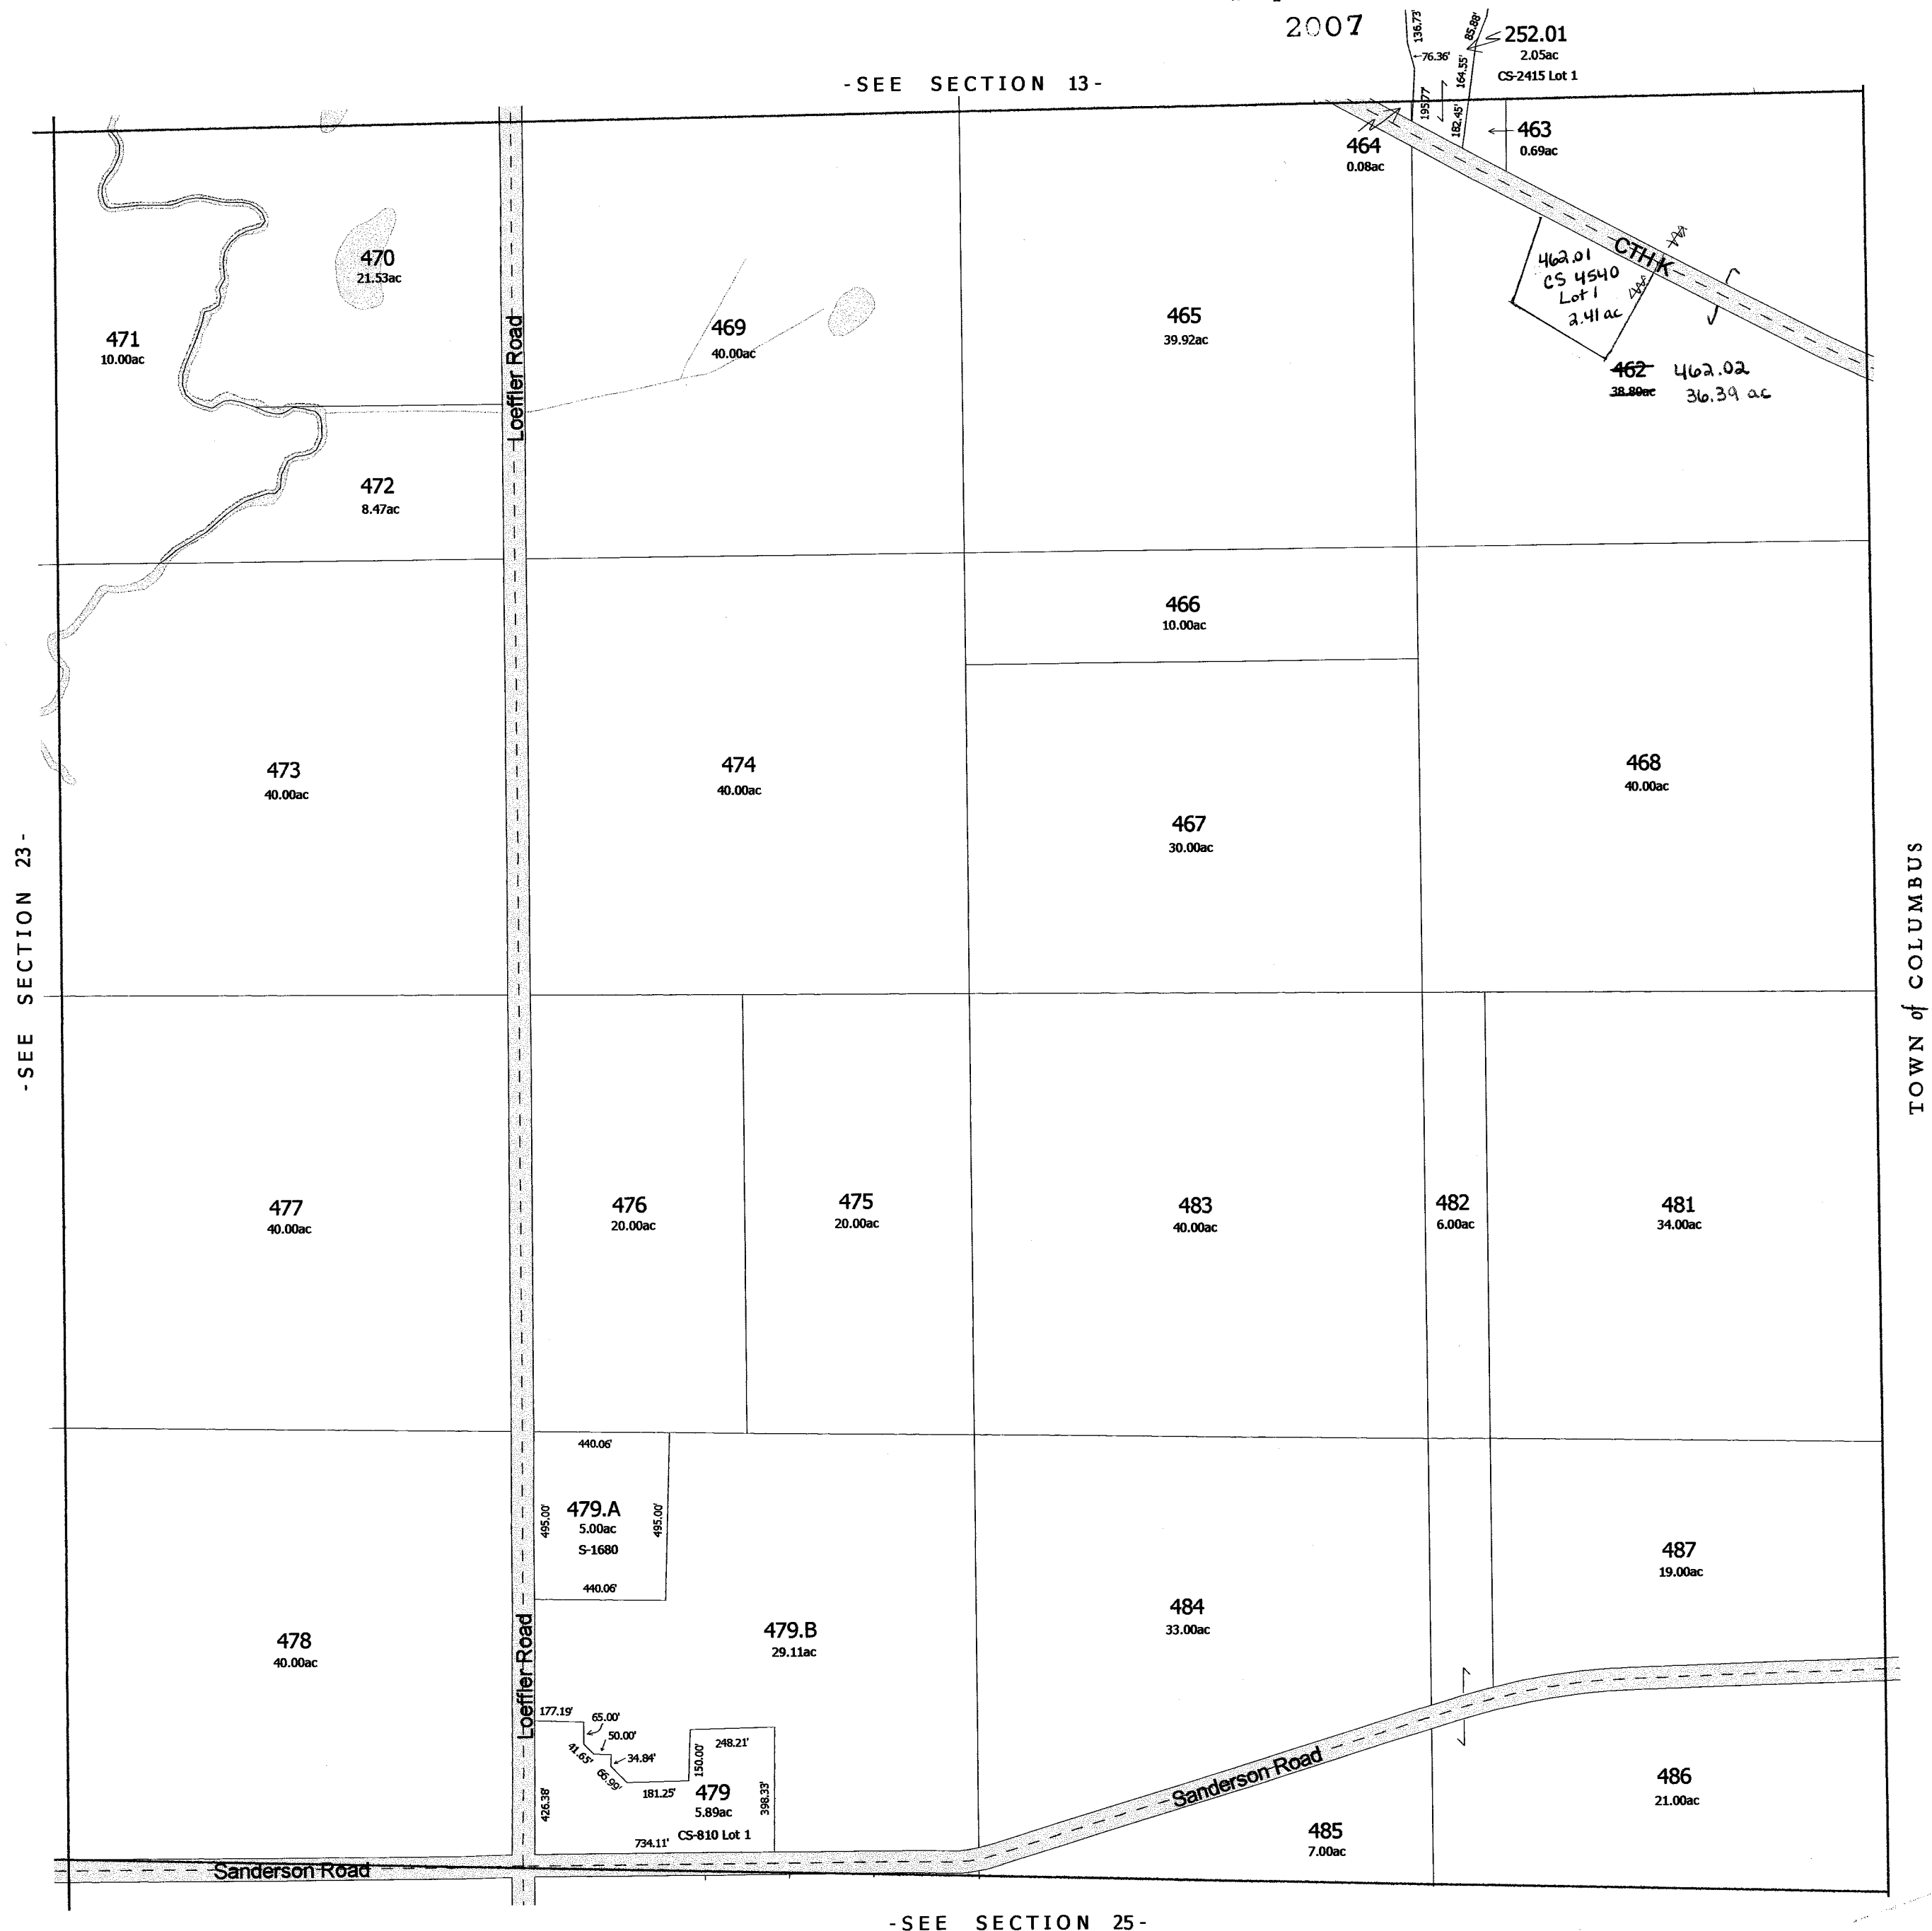 2007
136.73'
76.36'
85.88'
252.01
2.05ac
CS-2415 Lot 1
164.55'
195.77'
182.45'
-SEE SECTION 13-
464
0.08ac
463
0.69ac
CTH K
462.01
CS 4540
Lot 1
2.41 ac
462 462.02
38.80ac 36.39 ac
470
21.53ac
471
10.00ac
Loeffler Road
469
40.00ac
465
39.92ac
472
8.47ac
466
10.00ac
473
40.00ac
474
40.00ac
467
30.00ac
468
40.00ac
-SEE SECTION 23-
TOWN of COLUMBUS
477
40.00ac
476
20.00ac
475
20.00ac
483
40.00ac
482
6.00ac
481
34.00ac
440.06'
495.00'
479.A
5.00ac
S-1680
495.00'
440.06'
487
19.00ac
484
33.00ac
478
40.00ac
Loeffler Road
479.B
29.11ac
177.19'
65.00'
50.00'
41.65'
34.84'
66.99'
181.25'
150.00'
248.21'
426.38'
479
5.89ac
CS-810 Lot 1
398.33'
734.11'
Sanderson Road
486
21.00ac
485
7.00ac
Sanderson Road
-SEE SECTION 25-